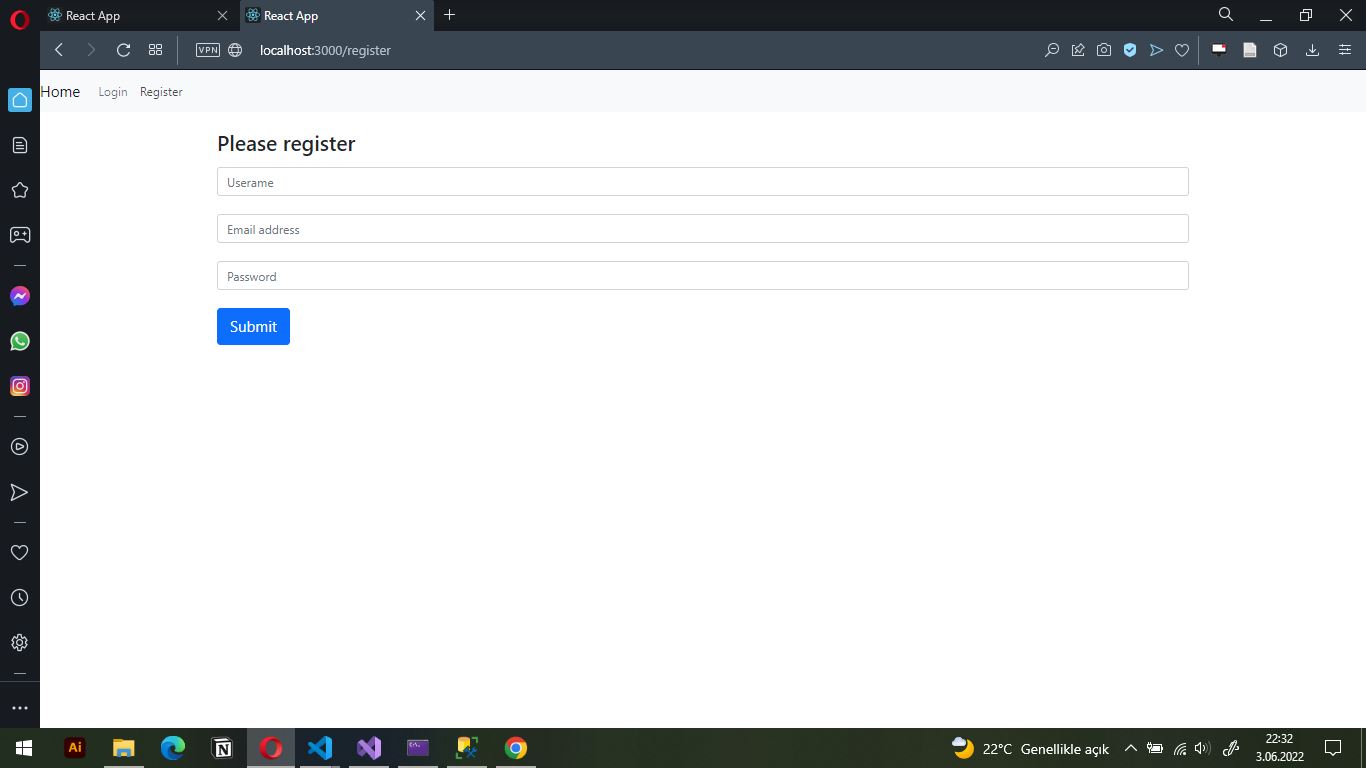 React App
React App
VPN
localhost:3000/register
Home Login Register
Please register
Userame
Email address
Password
Submit
Ai
22°C Genellikle açık
22:32
3.06.2022